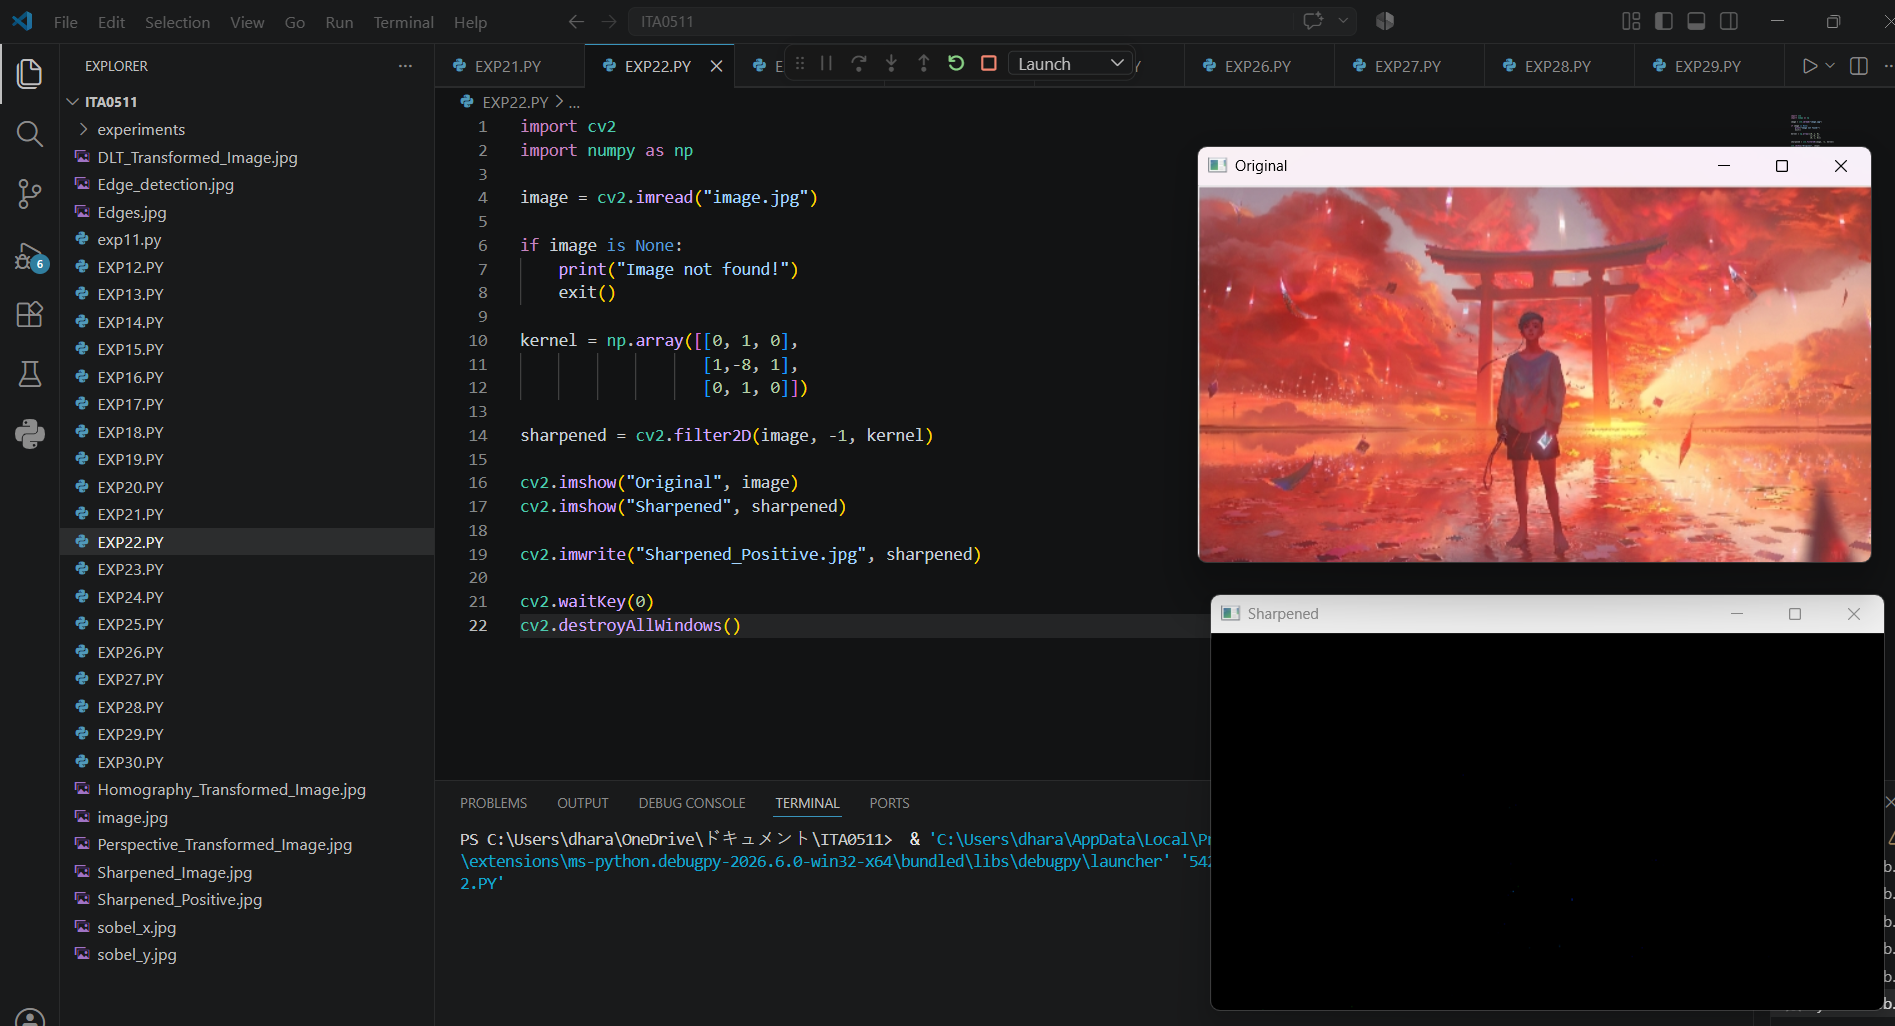 File Edit Selection View Go Run Terminal Help
ITA0511
EXPLORER
ITA0511
experiments
DLT_Transformed_Image.jpg
Edge_detection.jpg
Edges.jpg
exp11.py
EXP12.PY
EXP13.PY
EXP14.PY
EXP15.PY
EXP16.PY
EXP17.PY
EXP18.PY
EXP19.PY
EXP20.PY
EXP21.PY
EXP22.PY
EXP23.PY
EXP24.PY
EXP25.PY
EXP26.PY
EXP27.PY
EXP28.PY
EXP29.PY
EXP30.PY
Homography_Transformed_Image.jpg
image.jpg
Perspective_Transformed_Image.jpg
Sharpened_Image.jpg
Sharpened_Positive.jpg
sobel_x.jpg
sobel_y.jpg
6
EXP21.PY EXP22.PY E Launch Y EXP26.PY EXP27.PY EXP28.PY EXP29.PY
EXP22.PY > ...
1 import cv2
2 import numpy as np
3
4 image = cv2.imread("image.jpg")
5
6 if image is None:
7 print("Image not found!")
8 exit()
9
10 kernel = np.array([[0, 1, 0],
11 [1,-8, 1],
12 [0, 1, 0]])
13
14 sharpened = cv2.filter2D(image, -1, kernel)
15
16 cv2.imshow("Original", image)
17 cv2.imshow("Sharpened", sharpened)
18
19 cv2.imwrite("Sharpened_Positive.jpg", sharpened)
20
21 cv2.waitKey(0)
22 cv2.destroyAllWindows()
Original
Sharpened
PROBLEMS OUTPUT DEBUG CONSOLE TERMINAL PORTS
PS C:\Users\dhara\OneDrive\ドキュメント\ITA0511> & 'C:\Users\dhara\AppData\Local\Pr
\extensions\ms-python.debugpy-2026.6.0-win32-x64\bundled\libs\debugpy\launcher' '542
2.PY'
b.
b.
b.
b.
b.
b.